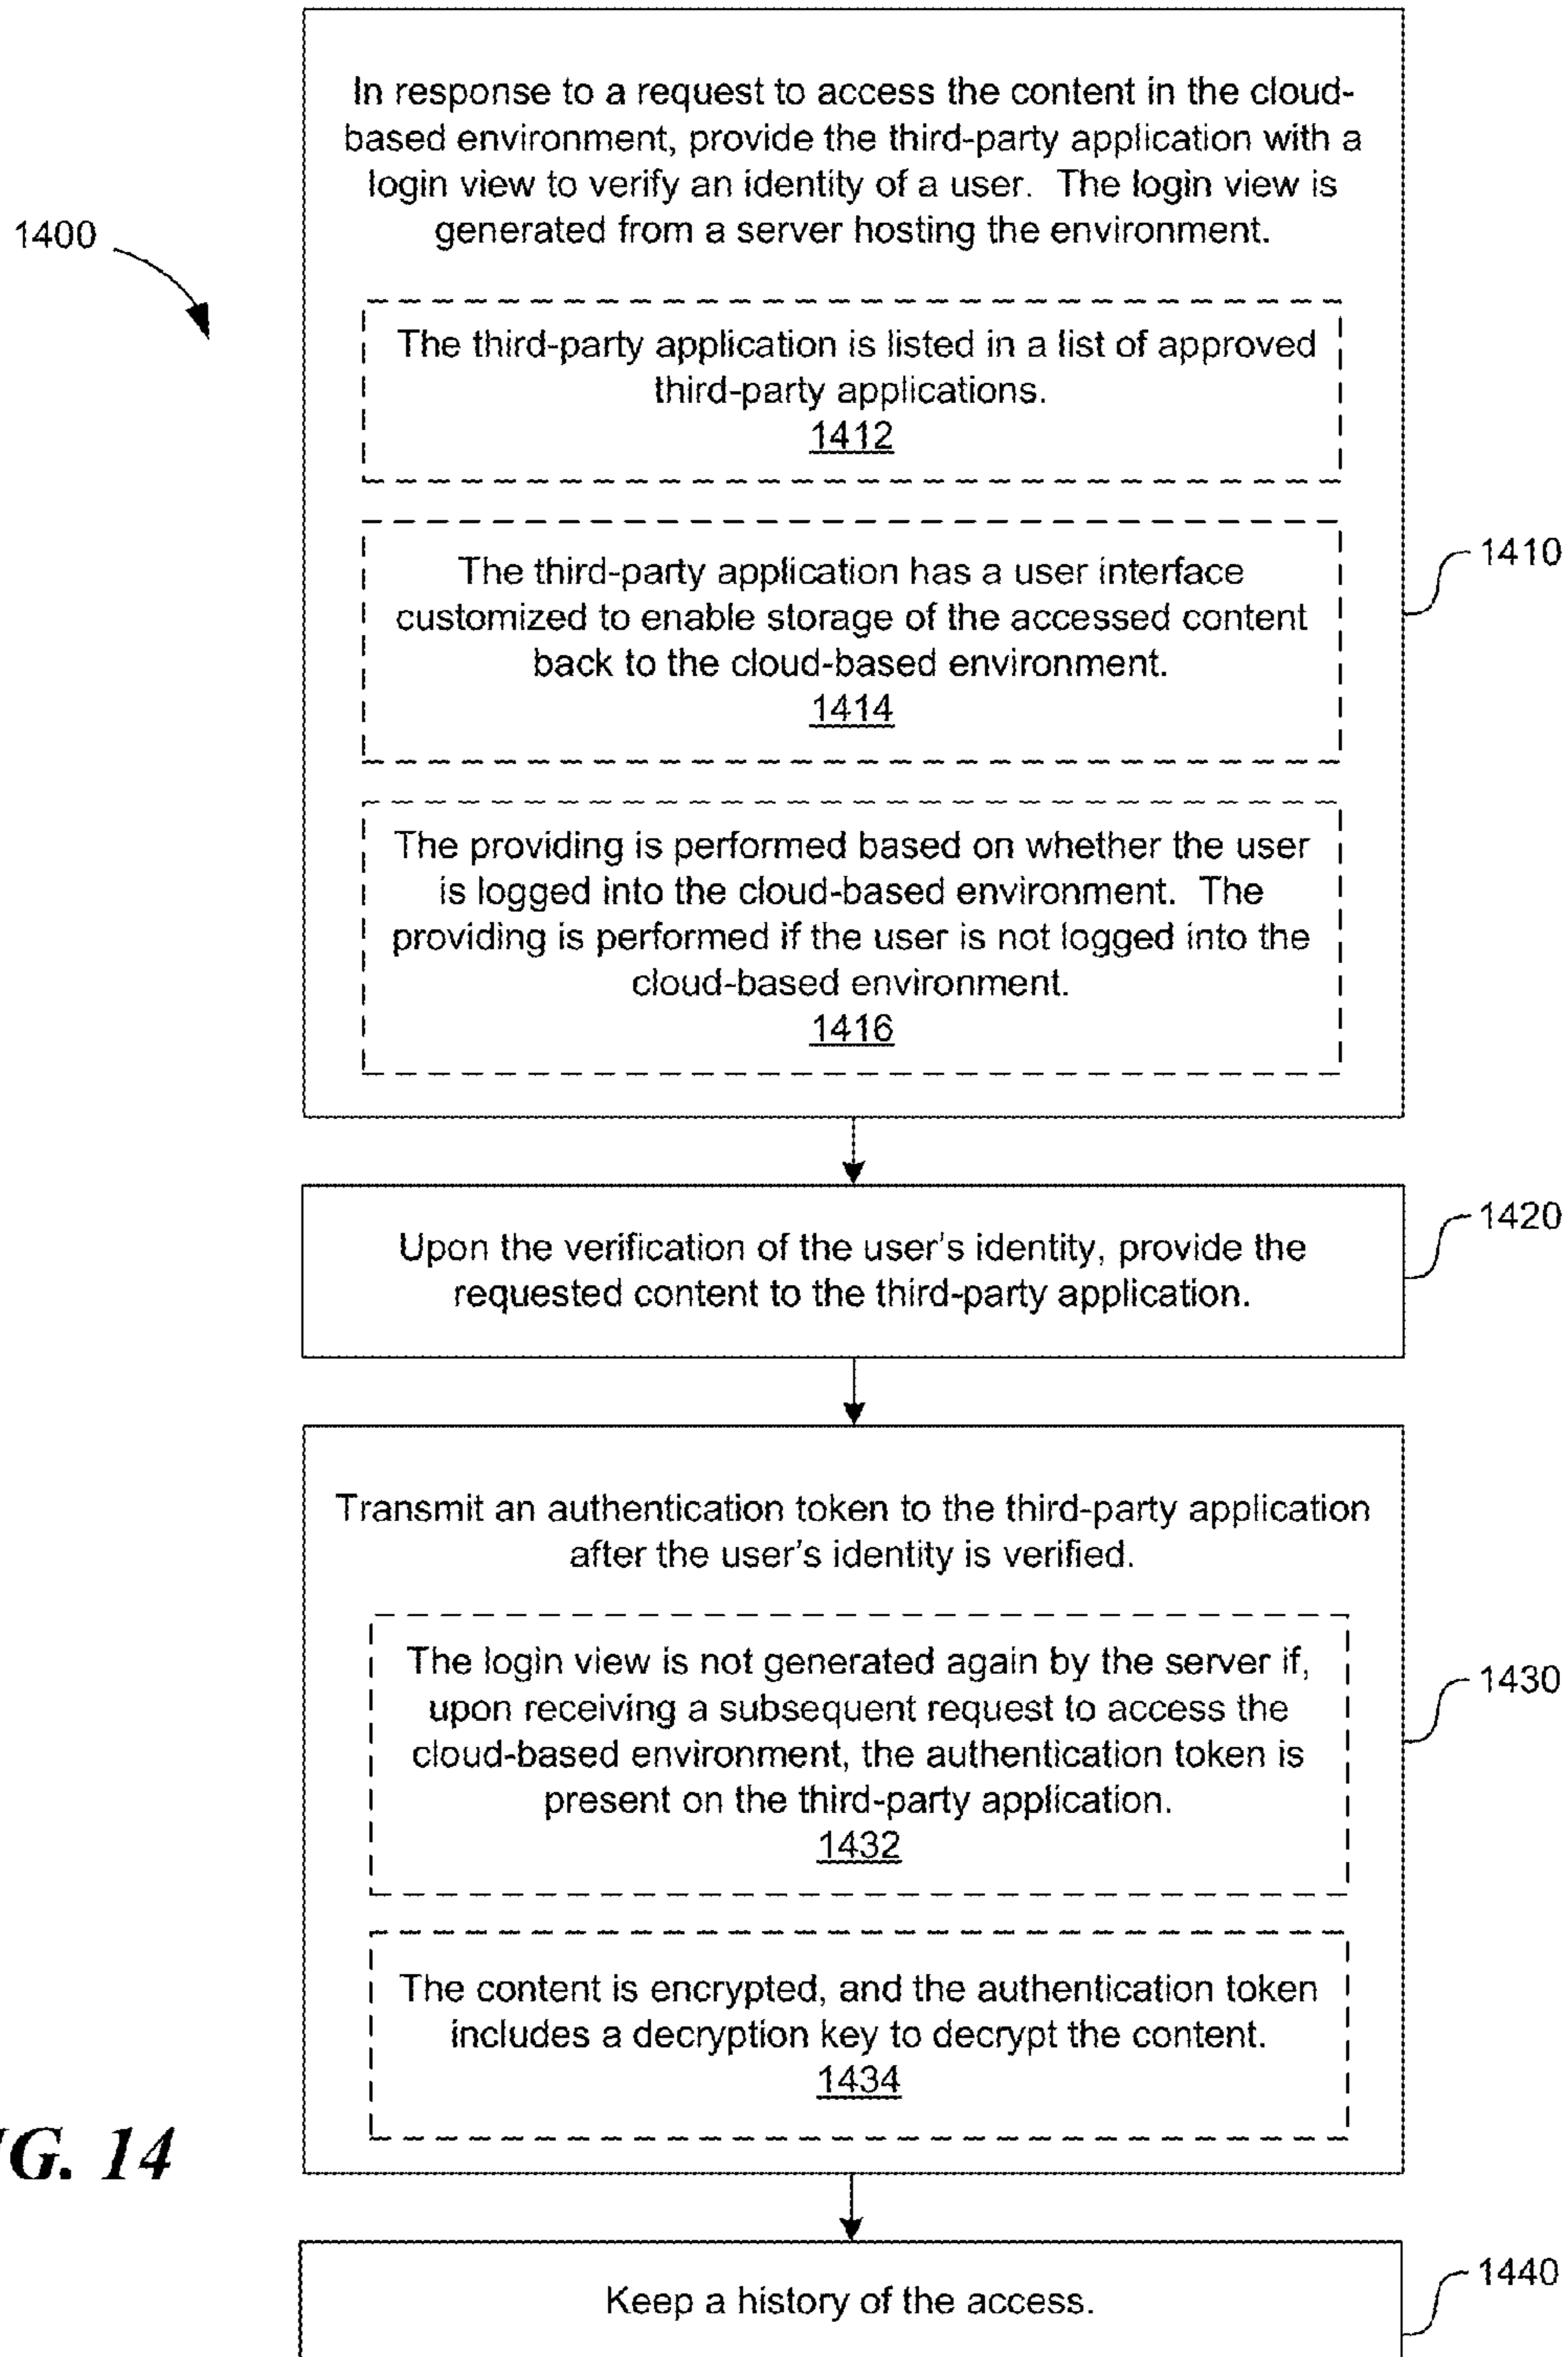 1400
In response to a request to access the content in the cloud-
based environment, provide the third-party application with a
login view to verify an identity of a user. The login view is
generated from a server hosting the environment.
The third-party application is listed in a list of approved
third-party applications.
1412
The third-party application has a user interface
customized to enable storage of the accessed content
back to the cloud-based environment.
1414
1410
The providing is performed based on whether the user
is logged into the cloud-based environment. The
providing is performed if the user is not logged into the
cloud-based environment.
1416
Upon the verification of the user's identity, provide the
requested content to the third-party application.
1420
Transmit an authentication token to the third-party application
after the user's identity is verified.
The login view is not generated again by the server if,
upon receiving a subsequent request to access the
cloud-based environment, the authentication token is
present on the third-party application.
1432
1430
The content is encrypted, and the authentication token
includes a decryption key to decrypt the content.
1434
G. 14
Keep a history of the access.
1440